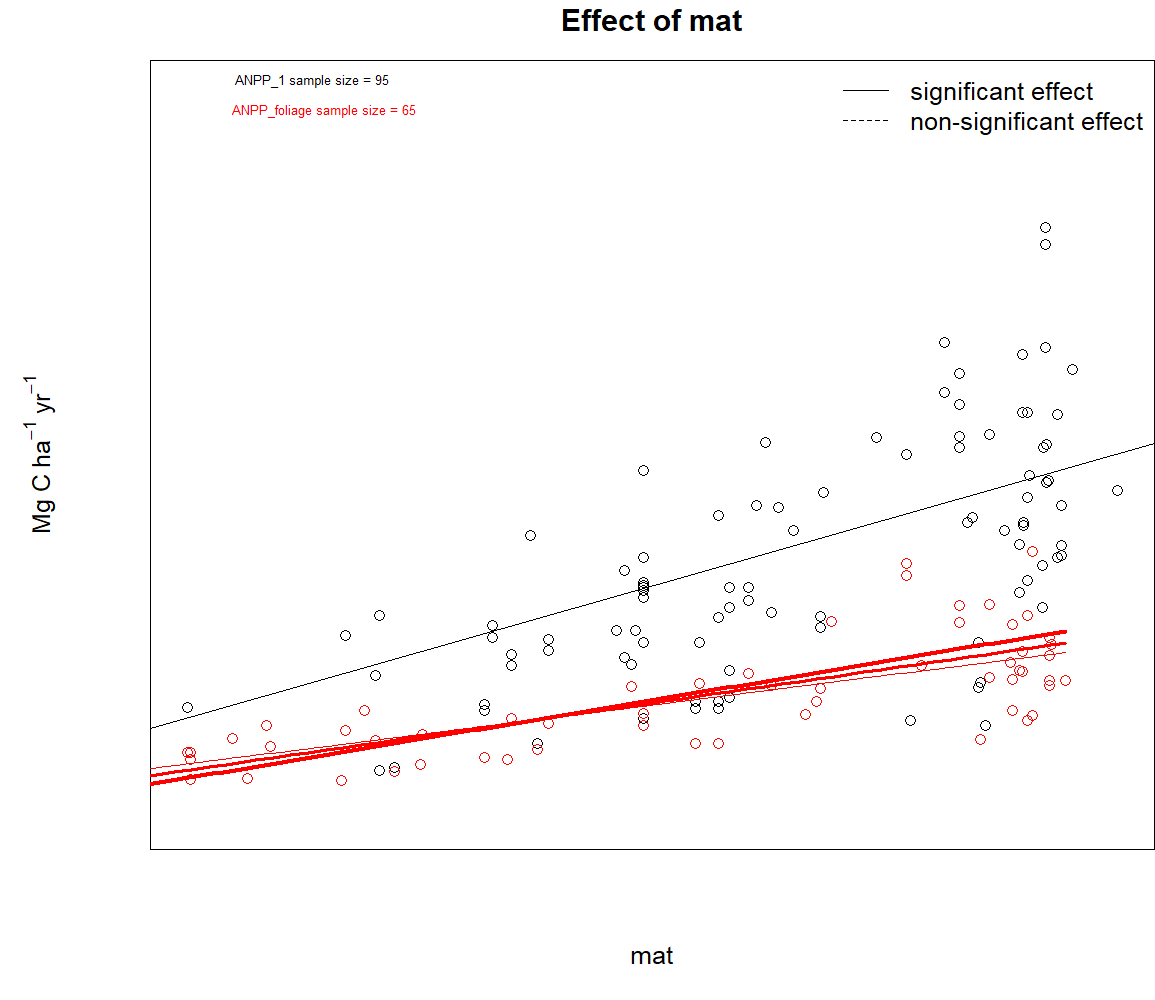 Effect of mat
ANPP_1 sample size = 95
ANPP_foliage sample size = 65
significant effect
non-significant effect
Mg C ha⁻¹ yr⁻¹
mat